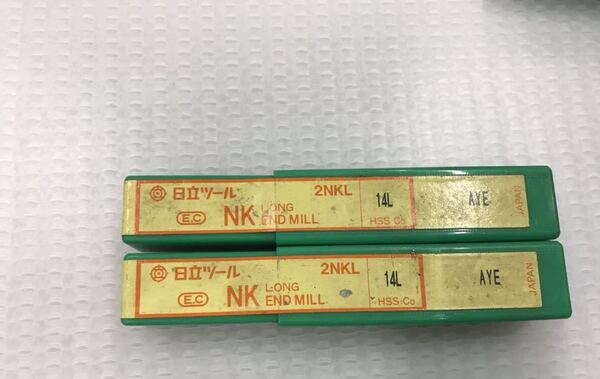 日立ツール 2NKL
E.C NK LONG END MILL
14L
HSS Co
AYE
JAPAN
日立ツール 2NKL
E.C NK LONG END MILL
14L
HSS Co
AYE
JAPAN